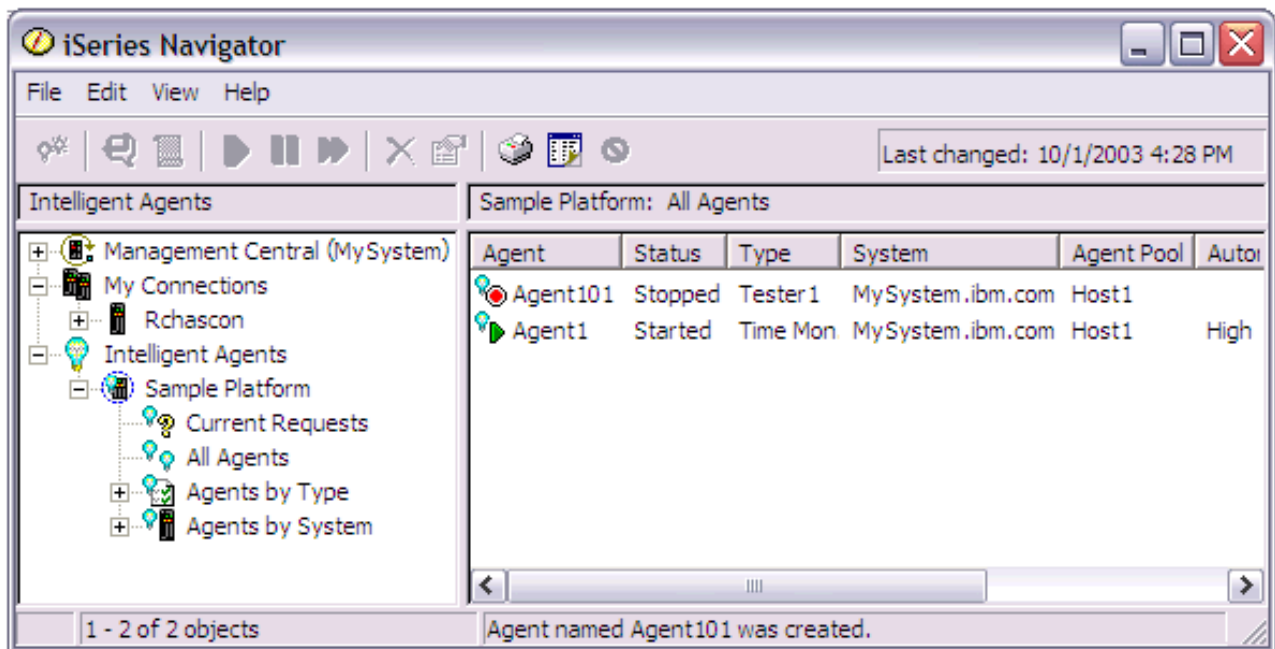 iSeries Navigator
File Edit View Help
Last changed: 10/1/2003 4:28 PM
Intelligent Agents
Sample Platform: All Agents
Management Central (MySystem)
My Connections
Rchascon
Intelligent Agents
Sample Platform
Current Requests
All Agents
Agents by Type
Agents by System
Agent Status Type System Agent Pool Autor
Agent101 Stopped Tester1 MySystem.ibm.com Host1
Agent1 Started Time Mon MySystem.ibm.com Host1 High
1 - 2 of 2 objects
Agent named Agent101 was created.